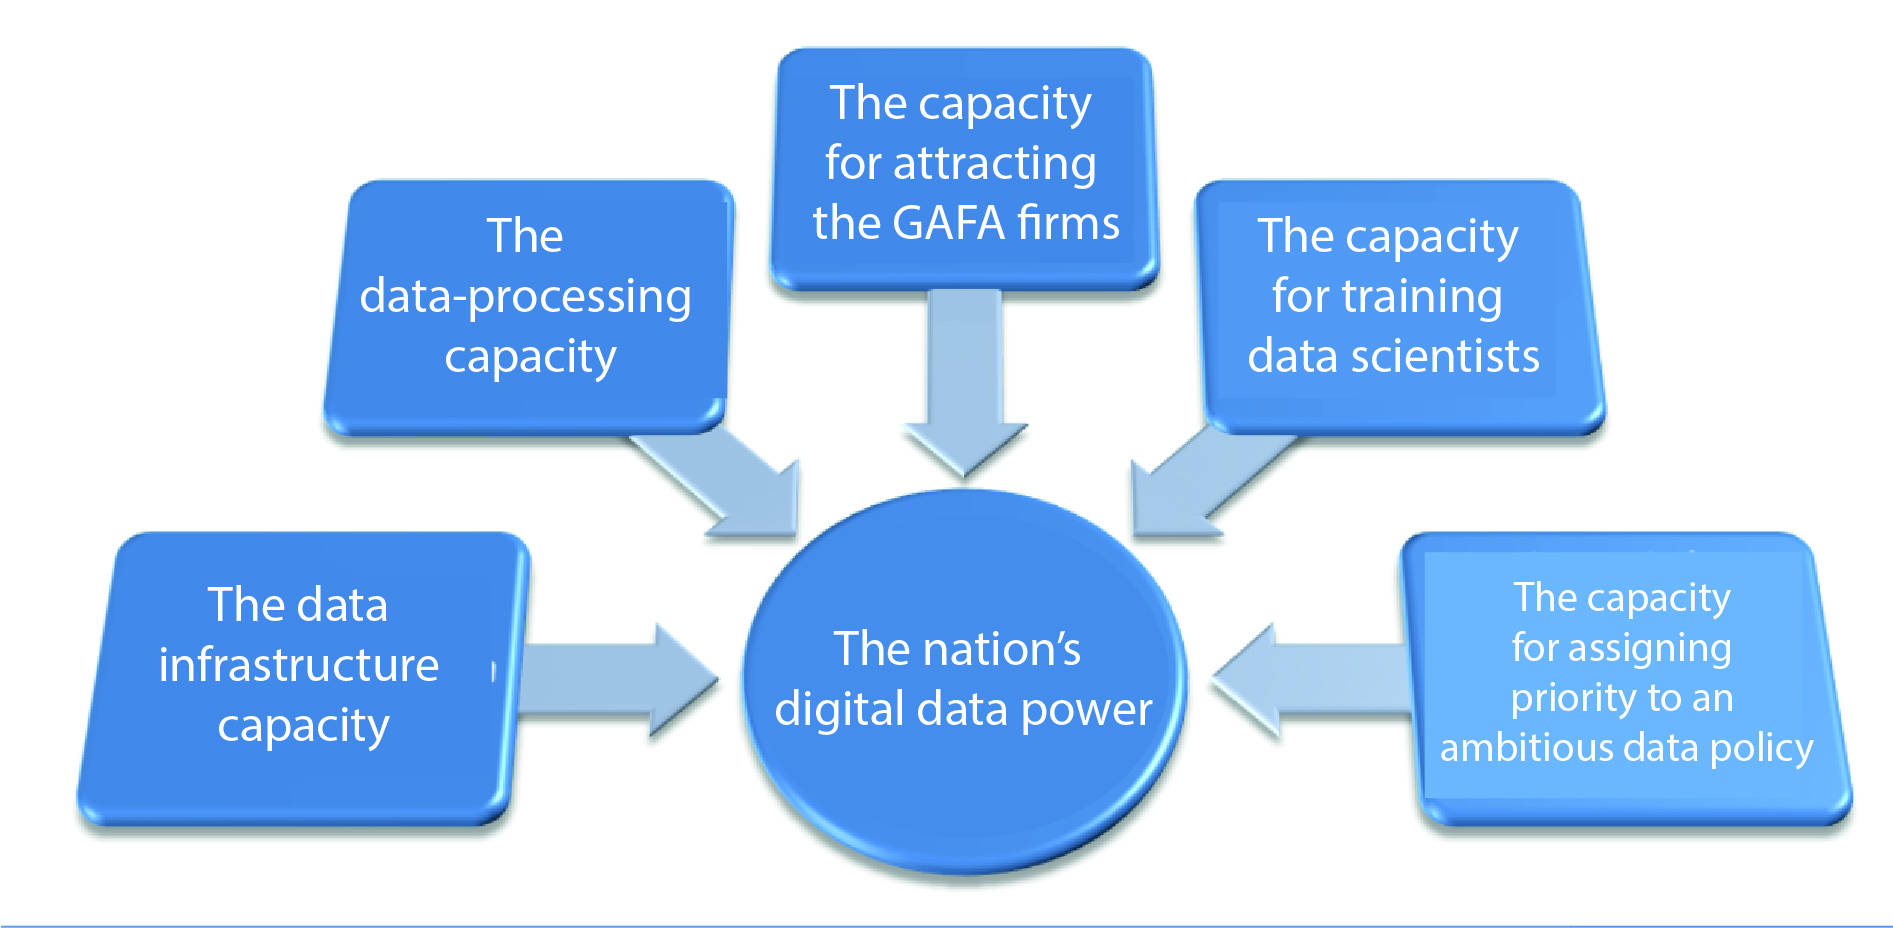 The capacity
for attracting
the GAFA firms
The
data-processing
capacity
The capacity
for training
data scientists
The data
infrastructure
capacity
The nation’s
digital data power
The capacity
for assigning
priority to an
ambitious data policy